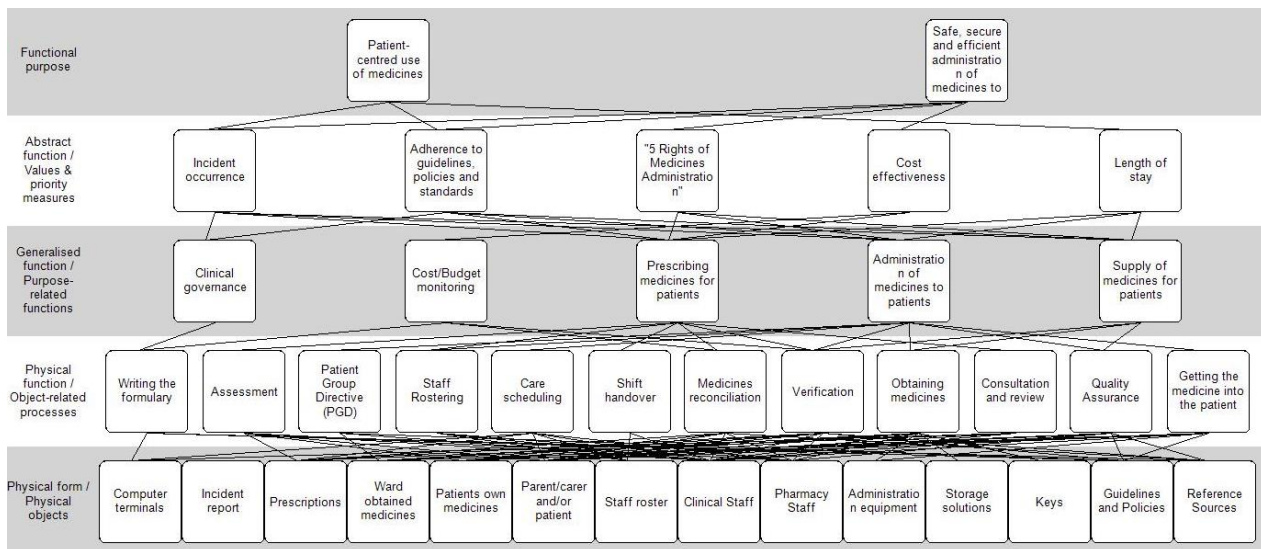 Functional
purpose
Patient-
centred use
of medicines
Safe, secure
and efficient
administratio
n of
medicines to
Abstract
function /
Values &
priority
measures
Incident
occurrence
Adherence to
guidelines,
policies and
standards
"5 Rights of
Medicines
Administratio
n"
Cost
effectiveness
Length of
stay
Generalised
function /
Purpose-
related
functions
Clinical
governance
Cost/Budget
monitoring
Prescribing
medicines for
patients
Administratio
n of
medicines to
patients
Supply of
medicines for
patients
Physical
function /
Object-related
processes
Writing the
formulary
Assessment
Patient
Group
Directive
(PGD)
Staff
Rostering
Care
scheduling
Shift
handover
Medicines
reconciliation
Verification
Obtaining
medicines
Consultation
and review
Quality
Assurance
Getting the
medicine into
the patient
Physical form /
Physical
objects
Computer
terminals
Incident
report
Prescriptions
Ward
obtained
medicines
Patients own
medicines
Parent/carer
and/or
patient
Staff roster
Clinical Staff
Pharmacy
Staff
Administratio
n equipment
Storage
solutions
Keys
Guidelines
and Policies
Reference
Sources